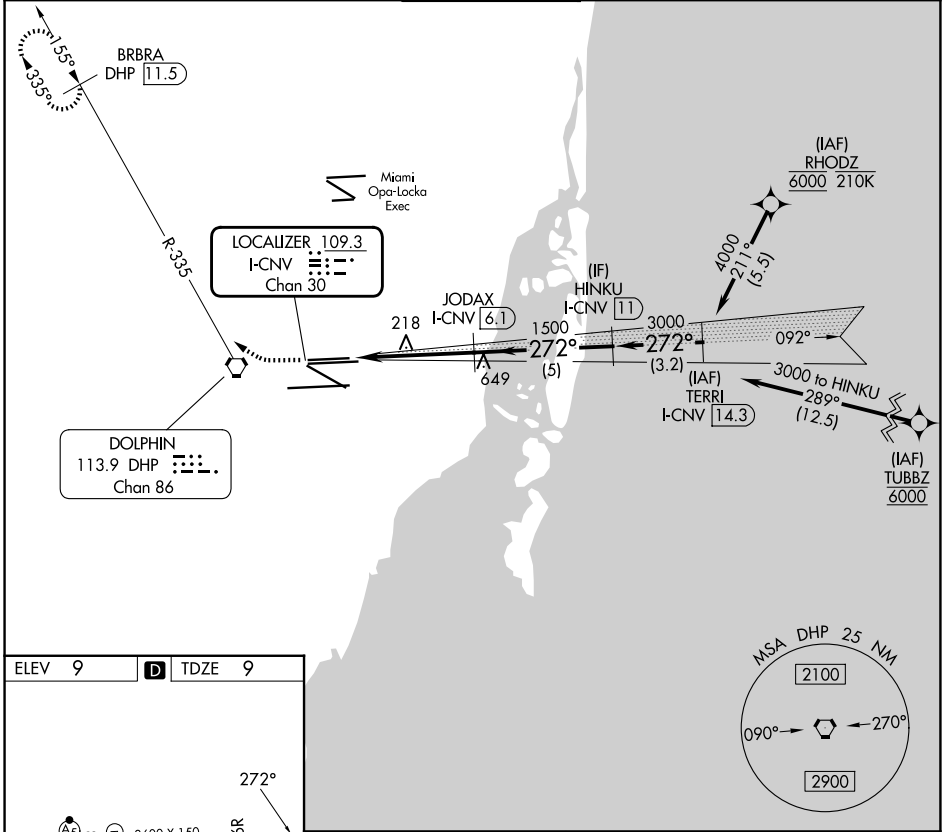 155°
335°
BRBRA
DHP 11.5
R-335
Miami
Opa-Locka
Exec
LOCALIZER 109.3
I-CNV
Chan 30
(IAF)
RHODZ
6000 210K
4000
211°
(5.5)
(IF)
HINKU
I-CNV 11
JODAX
I-CNV 6.1
218
649
1500
272°
(5)
3000
272°
(3.2)
092°
(IAF)
TERRI
I-CNV 14.3
3000 to HINKU
289°
(12.5)
(IAF)
TUBBZ
6000
DOLPHIN
113.9 DHP
Chan 86
MSA DHP 25 NM
2100
090°
270°
2900
ELEV 9
D
TDZE 9
272°
A5